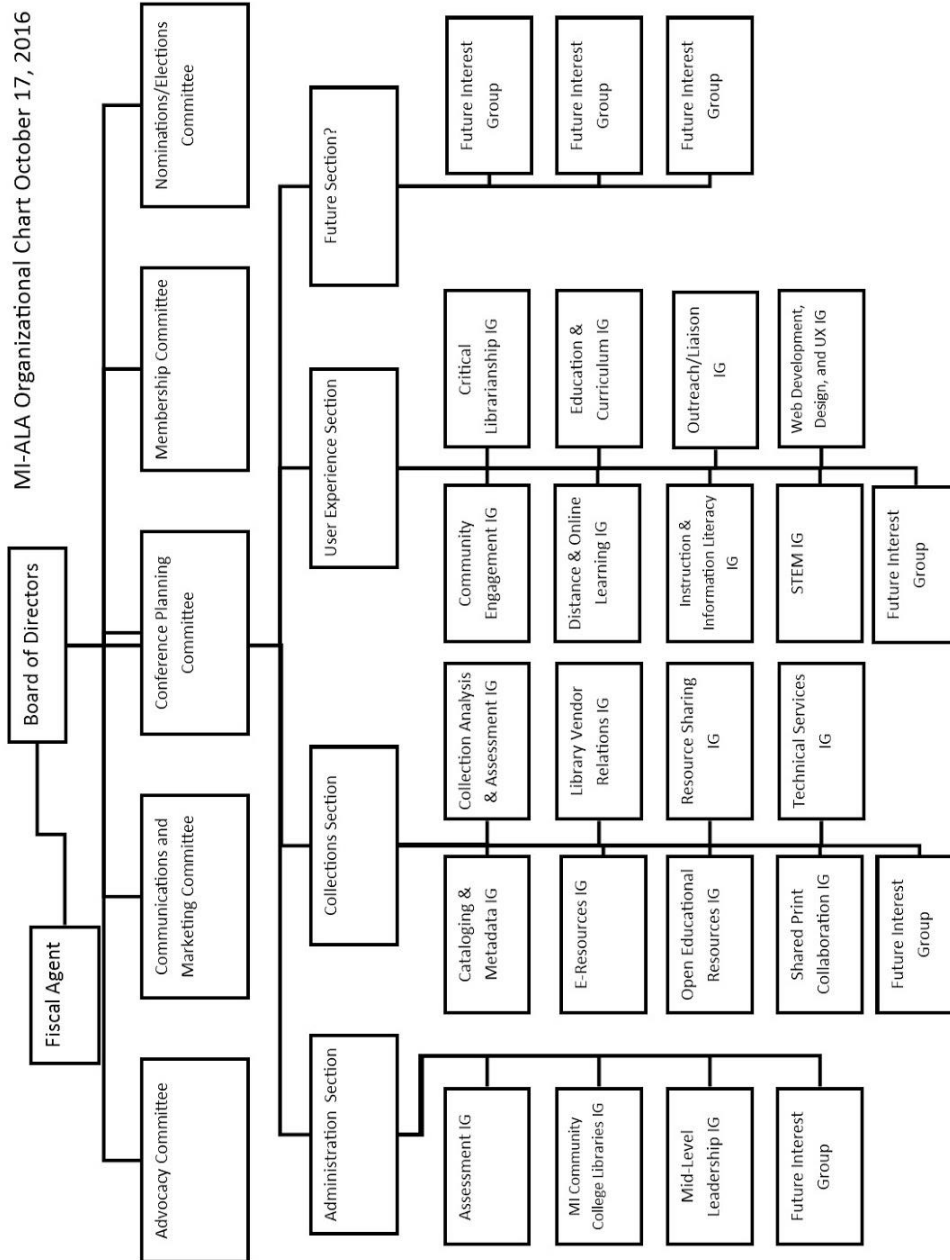 MI-ALA Organizational Chart October 17, 2016
Board of Directors
Fiscal Agent
Advocacy Committee
Communications and
Marketing Committee
Conference Planning
Committee
Membership Committee
Nominations/Elections
Committee
Administration Section
Collections Section
User Experience Section
Future Section?
Assessment IG
MI Community
College Libraries IG
Mid-Level
Leadership IG
Future Interest
Group
Cataloging &
Metadata IG
Collection Analysis
& Assessment IG
E-Resources IG
Library Vendor
Relations IG
Open Educational
Resources IG
Resource Sharing
IG
Shared Print
Collaboration IG
Technical Services
IG
Future Interest
Group
Community
Engagement IG
Critical
Librarianship IG
Distance & Online
Learning IG
Education &
Curriculum IG
Instruction &
Information Literacy
IG
Outreach/Liaison
IG
STEM IG
Web Development,
Design, and UX IG
Future Interest
Group
Future Interest
Group
Future Interest
Group
Future Interest
Group